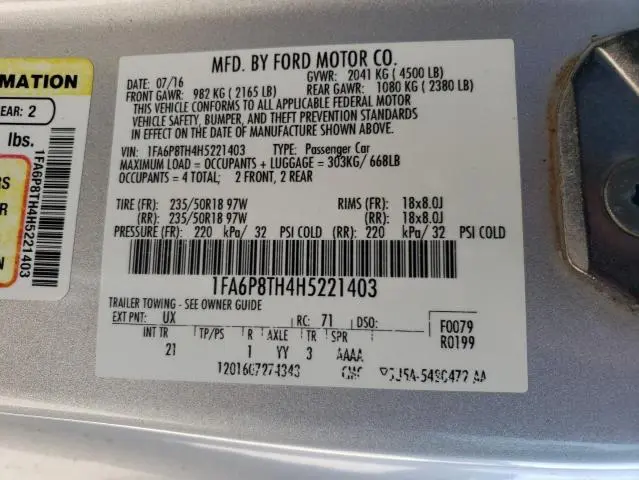 MFD. BY FORD MOTOR CO.
DATE: 07/16 GVWR: 2041 KG ( 4500 LB)
FRONT GAWR: 982 KG ( 2165 LB) REAR GAWR: 1080 KG ( 2380 LB)
THIS VEHICLE CONFORMS TO ALL APPLICABLE FEDERAL MOTOR
VEHICLE SAFETY, BUMPER, AND THEFT PREVENTION STANDARDS
IN EFFECT ON THE DATE OF MANUFACTURE SHOWN ABOVE.
VIN: 1FA6P8TH4H5221403 TYPE: Passenger Car
MAXIMUM LOAD = OCCUPANTS + LUGGAGE = 303KG/ 668LB
OCCUPANTS = 4 TOTAL; 2 FRONT, 2 REAR
TIRE (FR): 235/50R18 97W RIMS (FR): 18x8.0J
(RR): 235/50R18 97W (RR): 18x8.0J
PRESSURE (FR): 220 kPa/ 32 PSI COLD (RR): 220 kPa/ 32 PSI COLD
1FA6P8TH4H5221403
TRAILER TOWING - SEE OWNER GUIDE
EXT PNT: UX RC: 71 DSO: F0079
INT TR TP/PS R AXLE TR SPR R0199
21 1 YY 3 AAAA
RMATION
EAR: 2
lbs.
RS
R
N
1FA6P8TH4H5221403